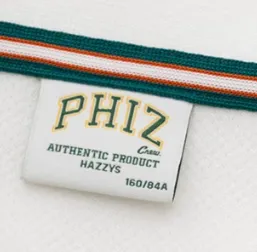 PHIZ
Crew.
AUTHENTIC PRODUCT
HAZZYS
160/84A